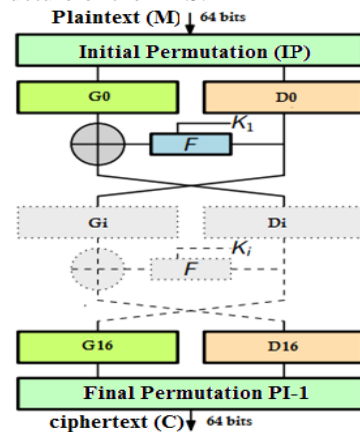 Plaintext (M) 64 bits
Initial Permutation (IP)
G0 D0
K1
F
Gi Di
Ki
F
G16 D16
Final Permutation PI-1
ciphertext (C) 64 bits